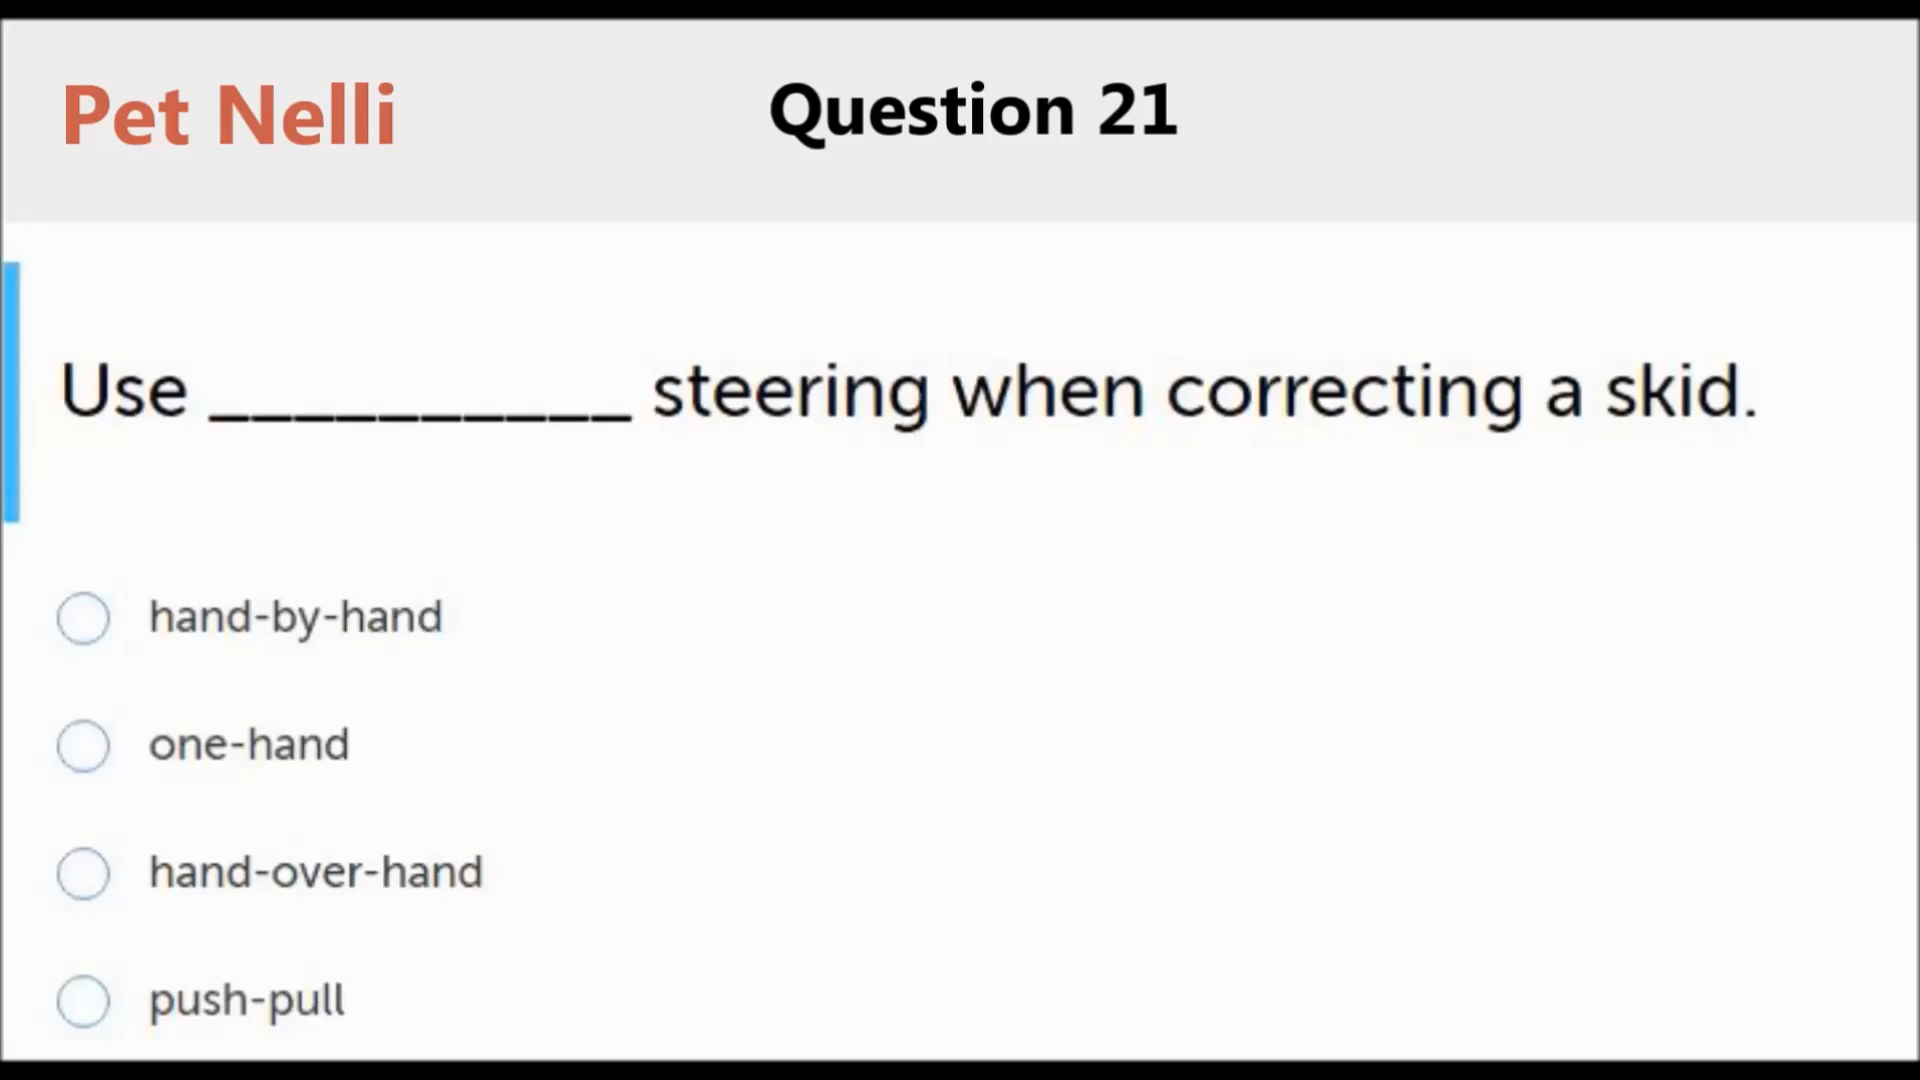 Pet Nelli
Question 21
Use __________ steering when correcting a skid.
hand-by-hand
one-hand
hand-over-hand
push-pull